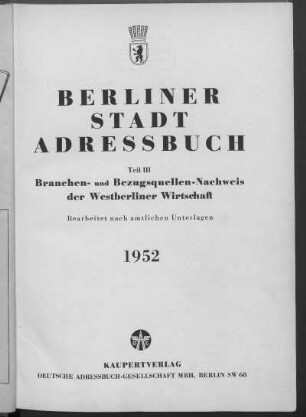 BERLINER
STADT
ADRESSBUCH
Teil III
Branchen- und Bezugsquellen-Nachweis
der Westberliner Wirtschaft
Bearbeitet nach amtlichen Unterlagen
1952
KAUPERTVERLAG
DEUTSCHE ADRESSBUCH-GESELLSCHAFT MBH, BERLIN SW 68